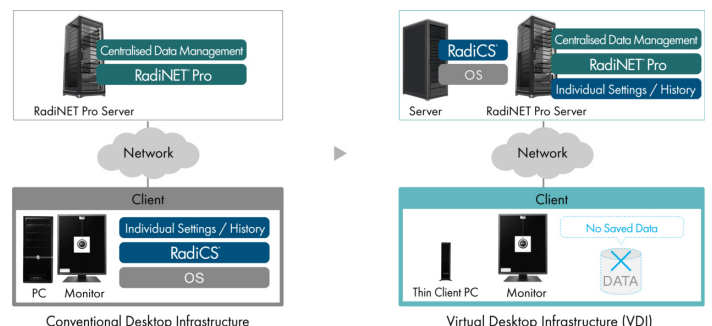 Centralised Data Management
RadiNET® Pro
RadiNET Pro Server
Network
Client
Individual Settings / History
RadiCS®
OS
PC
Monitor
Conventional Desktop Infrastructure
RadiCS®
OS
Server
Centralised Data Management
RadiNET® Pro
Individual Settings / History
RadiNET Pro Server
Network
Client
Thin Client PC
Monitor
No Saved Data
DATA
Virtual Desktop Infrastructure (VDI)